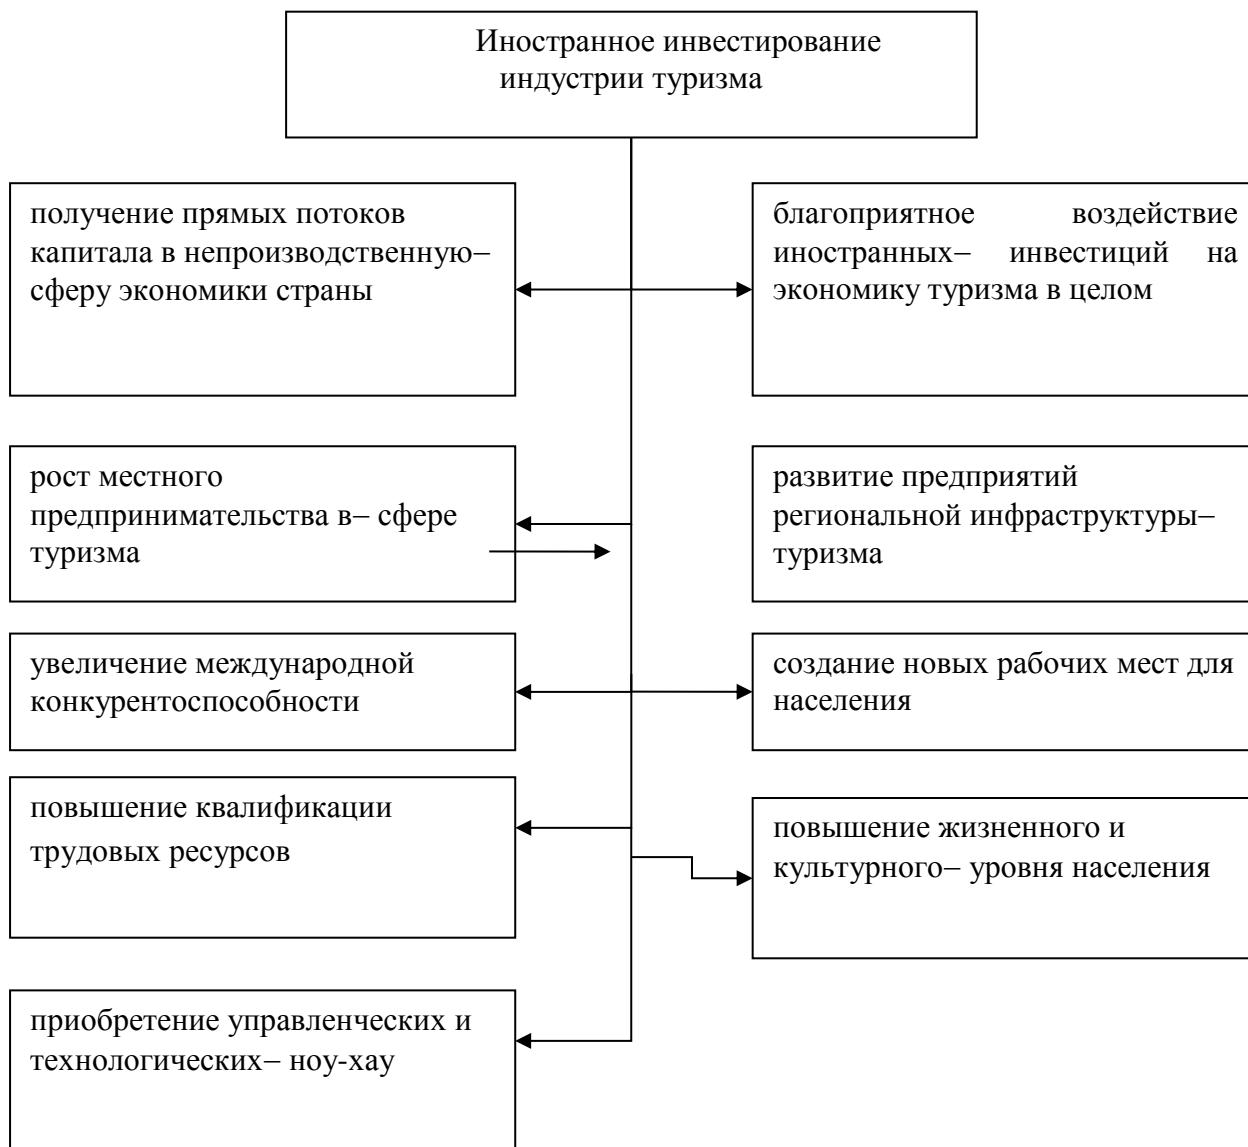 Иностранное инвестирование
индустрии туризма
получение прямых потоков
капитала в непроизводственную−
сферу экономики страны
благоприятное воздействие
иностранных− инвестиций на
экономику туризма в целом
рост местного
предпринимательства в− сфере
туризма
развитие предприятий
региональной инфраструктуры−
туризма
увеличение международной
конкурентоспособности
создание новых рабочих мест для
населения
повышение квалификации
трудовых ресурсов
повышение жизненного и
культурного− уровня населения
приобретение управленческих и
технологических− ноу-хау